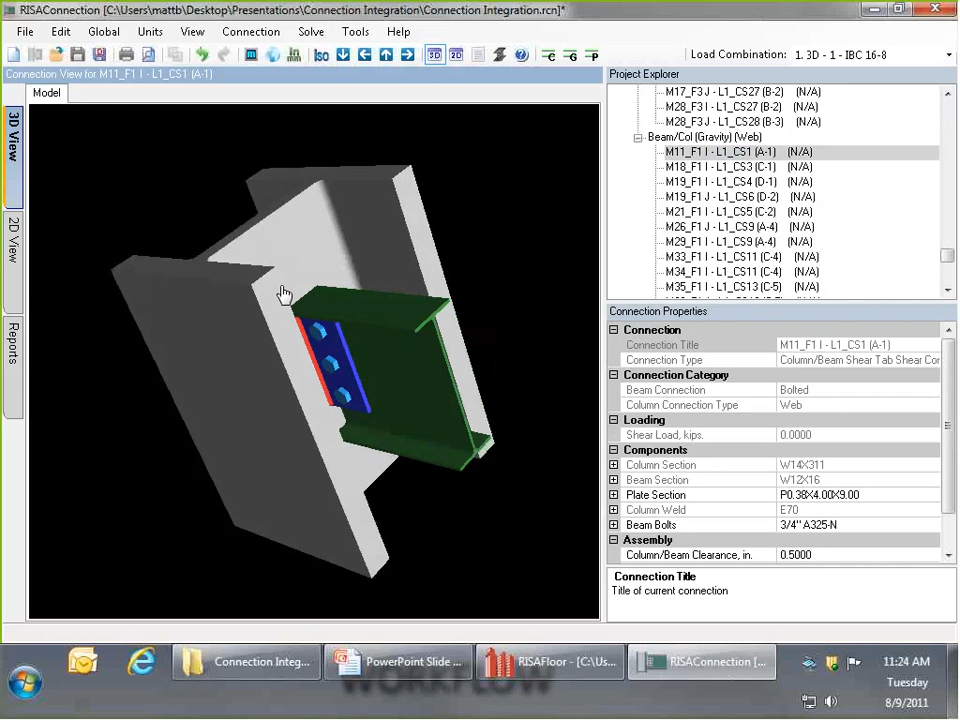 RISAConnection [C:\Users\mattb\Desktop\Presentations\Connection Integration\Connection Integration.rcn]*
File Edit Global Units View Connection Solve Tools Help
Iso 3D 2D C G P Load Combination: 1. 3D - 1 - IBC 16-8
Connection View for M11_F1 I - L1_CS1 (A-1)
Model
3D View
2D View
Reports
Project Explorer
M17_F3 J - L1_CS27 (B-2) (N/A)
M28_F3 I - L1_CS27 (B-2) (N/A)
M28_F3 J - L1_CS28 (B-3) (N/A)
Beam/Col (Gravity) (Web)
M11_F1 I - L1_CS1 (A-1) (N/A)
M18_F1 I - L1_CS3 (C-1) (N/A)
M19_F1 I - L1_CS4 (D-1) (N/A)
M19_F1 J - L1_CS6 (D-2) (N/A)
M21_F1 J - L1_CS5 (C-2) (N/A)
M26_F1 J - L1_CS9 (A-4) (N/A)
M29_F1 I - L1_CS9 (A-4) (N/A)
M33_F1 I - L1_CS11 (C-4) (N/A)
M34_F1 I - L1_CS11 (C-4) (N/A)
M35_F1 I - L1_CS13 (C-5) (N/A)
Connection Properties
Connection
Connection Title M11_F1 I - L1_CS1 (A-1)
Connection Type Column/Beam Shear Tab Shear Cor
Connection Category
Beam Connection Bolted
Column Connection Type Web
Loading
Shear Load, kips. 0.0000
Components
Column Section W14X311
Beam Section W12X16
Plate Section P0.38X4.00X9.00
Column Weld E70
Beam Bolts 3/4" A325-N
Assembly
Column/Beam Clearance, in. 0.5000
Connection Title
Title of current connection
Connection Integ...
PowerPoint Slide ...
RISAFloor - [C:\Us...
RISAConnection [...
WORKFLOW
11:24 AM
Tuesday
8/9/2011